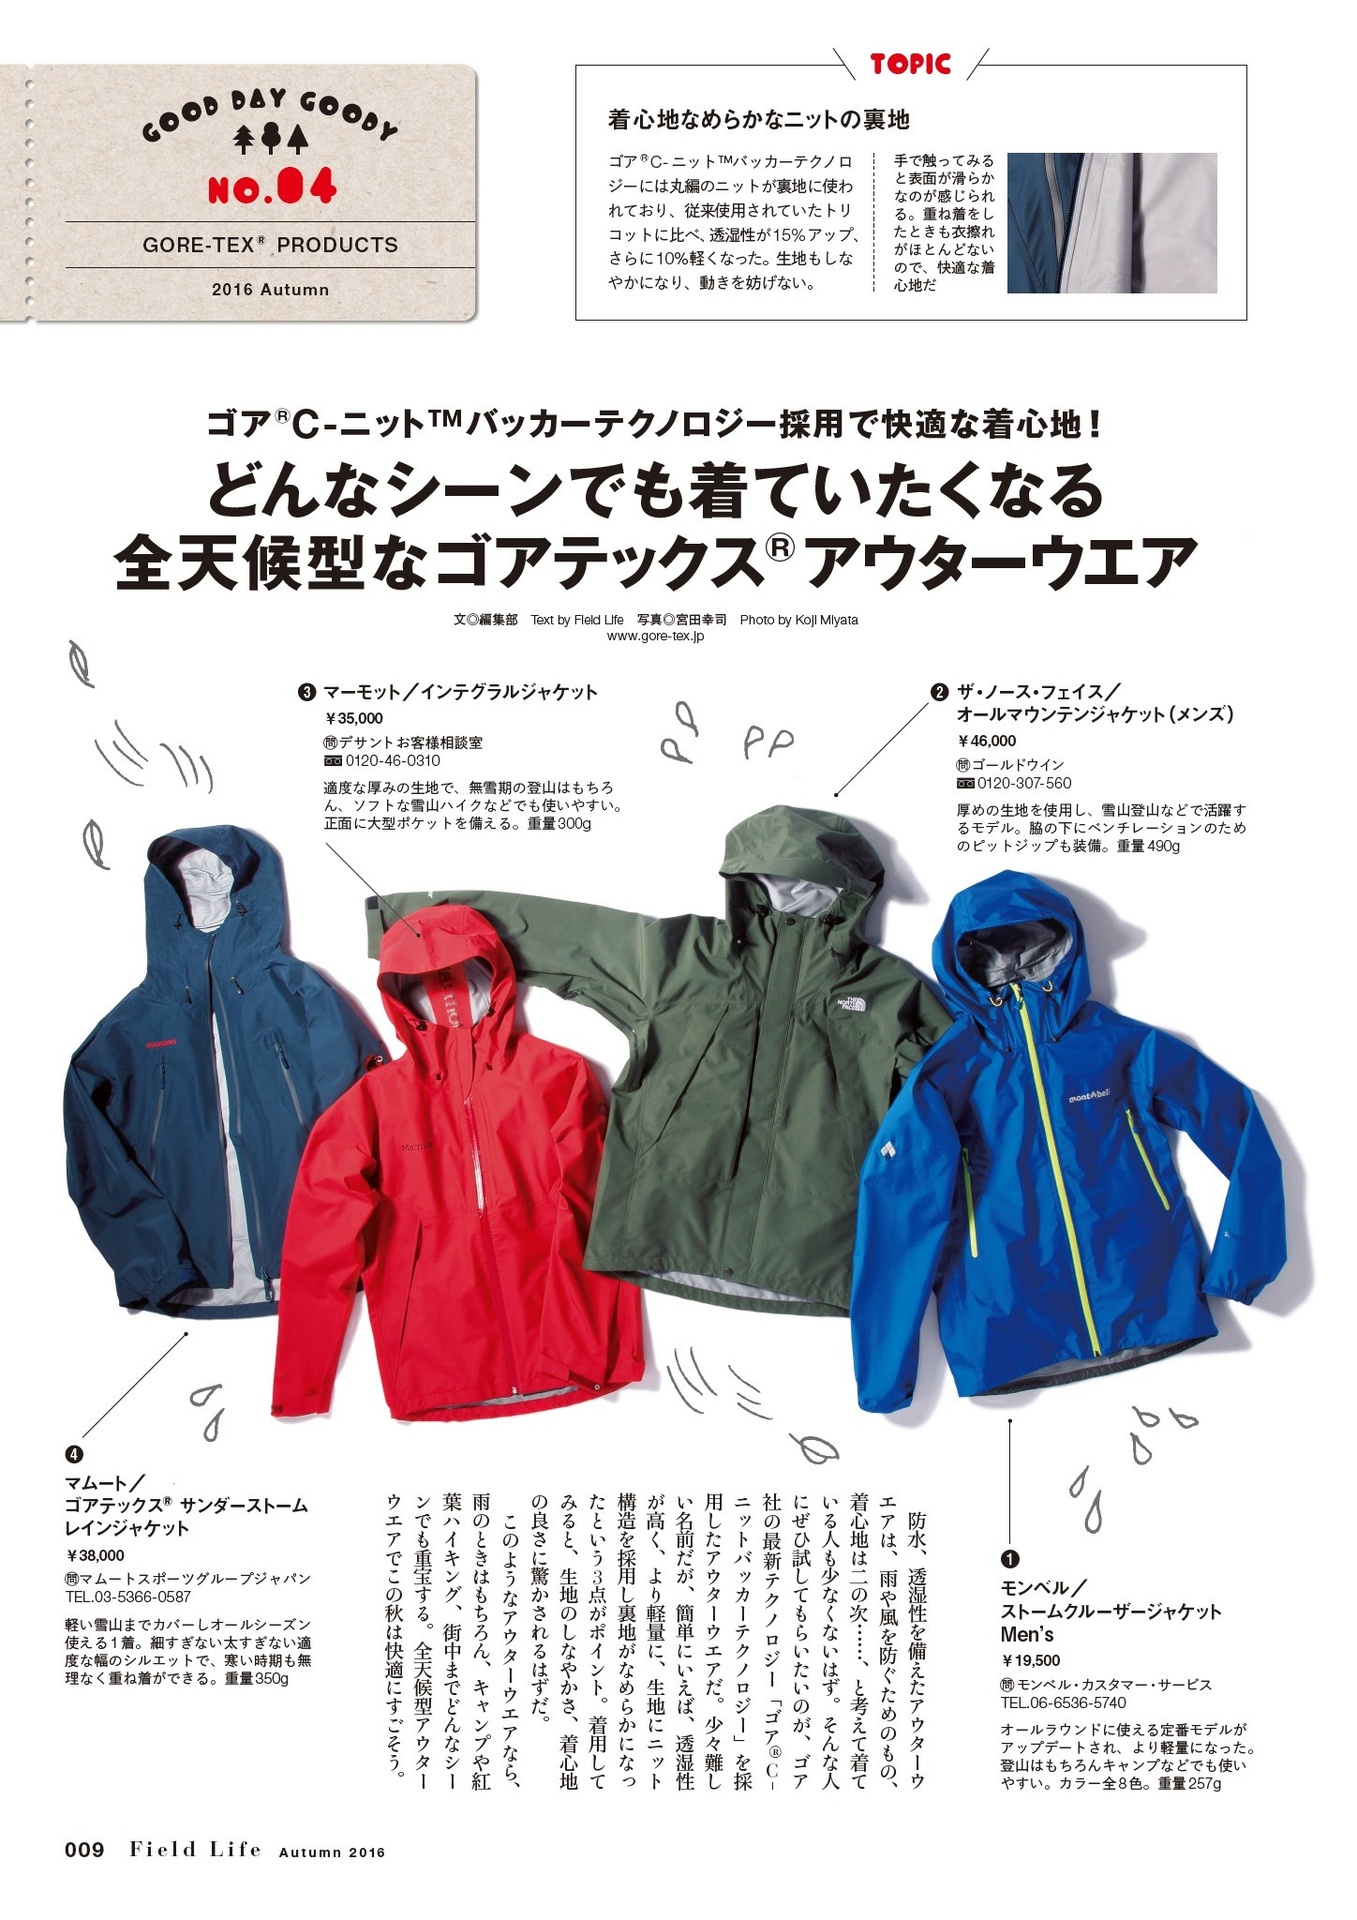 GOOD DAY GOODY
NO.04
GORE-TEX® PRODUCTS
2016 Autumn
TOPIC
着心地なめらかなニットの裏地
ゴア®C-ニット™バッカーテクノロ
ジーには丸編のニットが裏地に使わ
れており、従来使用されていたトリ
コットに比べ、透湿性が15%アップ、
さらに10%軽くなった。生地もしな
やかになり、動きを妨げない。
手で触ってみる
と表面が滑らか
なのが感じられ
る。重ね着をし
たときも衣擦れ
がほとんどない
ので、快適な着
心地だ
ゴア®C-ニット™バッカーテクノロジー採用で快適な着心地！
どんなシーンでも着ていたくなる
全天候型なゴアテックス®アウターウエア
文◎編集部　Text by Field Life　写真◎宮田幸司　Photo by Koji Miyata
www.gore-tex.jp
❸ マーモット／インテグラルジャケット
￥35,000
㉄デサントお客様相談室
0120-46-0310
適度な厚みの生地で、無雪期の登山はもちろ
ん、ソフトな雪山ハイクなどでも使いやすい。
正面に大型ポケットを備える。重量300g
❷ ザ・ノース・フェイス／
オールマウンテンジャケット（メンズ）
￥46,000
㉄ゴールドウイン
0120-307-560
厚めの生地を使用し、雪山登山などで活躍す
るモデル。脇の下にベンチレーションのため
のピットジップも装備。重量490g
MAMMUT
Marmot
THE
NORTH
FACE
mont-bell
❹
マムート／
ゴアテックス® サンダーストーム
レインジャケット
￥38,000
㉄マムートスポーツグループジャパン
TEL.03-5366-0587
軽い雪山までカバーしオールシーズン
使える1着。細すぎない太すぎない適
度な幅のシルエットで、寒い時期も無
理なく重ね着ができる。重量350g
防水、透湿性を備えたアウターウ
エアは、雨や風を防ぐためのもの、
着心地は二の次……、と考えて着て
いる人も少なくないはず。そんな人
にぜひ試してもらいたいのが、ゴア
社の最新テクノロジー「ゴア®C-
ニットバッカーテクノロジー」を採
用したアウターウエアだ。少々難し
い名前だが、簡単にいえば、透湿性
が高く、より軽量に、生地にニット
構造を採用し裏地がなめらかになっ
たという3点がポイント。着用して
みると、生地のしなやかさ、着心地
の良さに驚かされるはずだ。
このようなアウターウエアなら、
雨のときはもちろん、キャンプや紅
葉ハイキング、街中までどんなシー
ンでも重宝する。全天候型アウター
ウエアでこの秋は快適にすごそう。
❶
モンベル／
ストームクルーザージャケット
Men's
￥19,500
㉄モンベル・カスタマー・サービス
TEL.06-6536-5740
オールラウンドに使える定番モデルが
アップデートされ、より軽量になった。
登山はもちろんキャンプなどでも使い
やすい。カラー全8色。重量257g
009 Field Life Autumn 2016